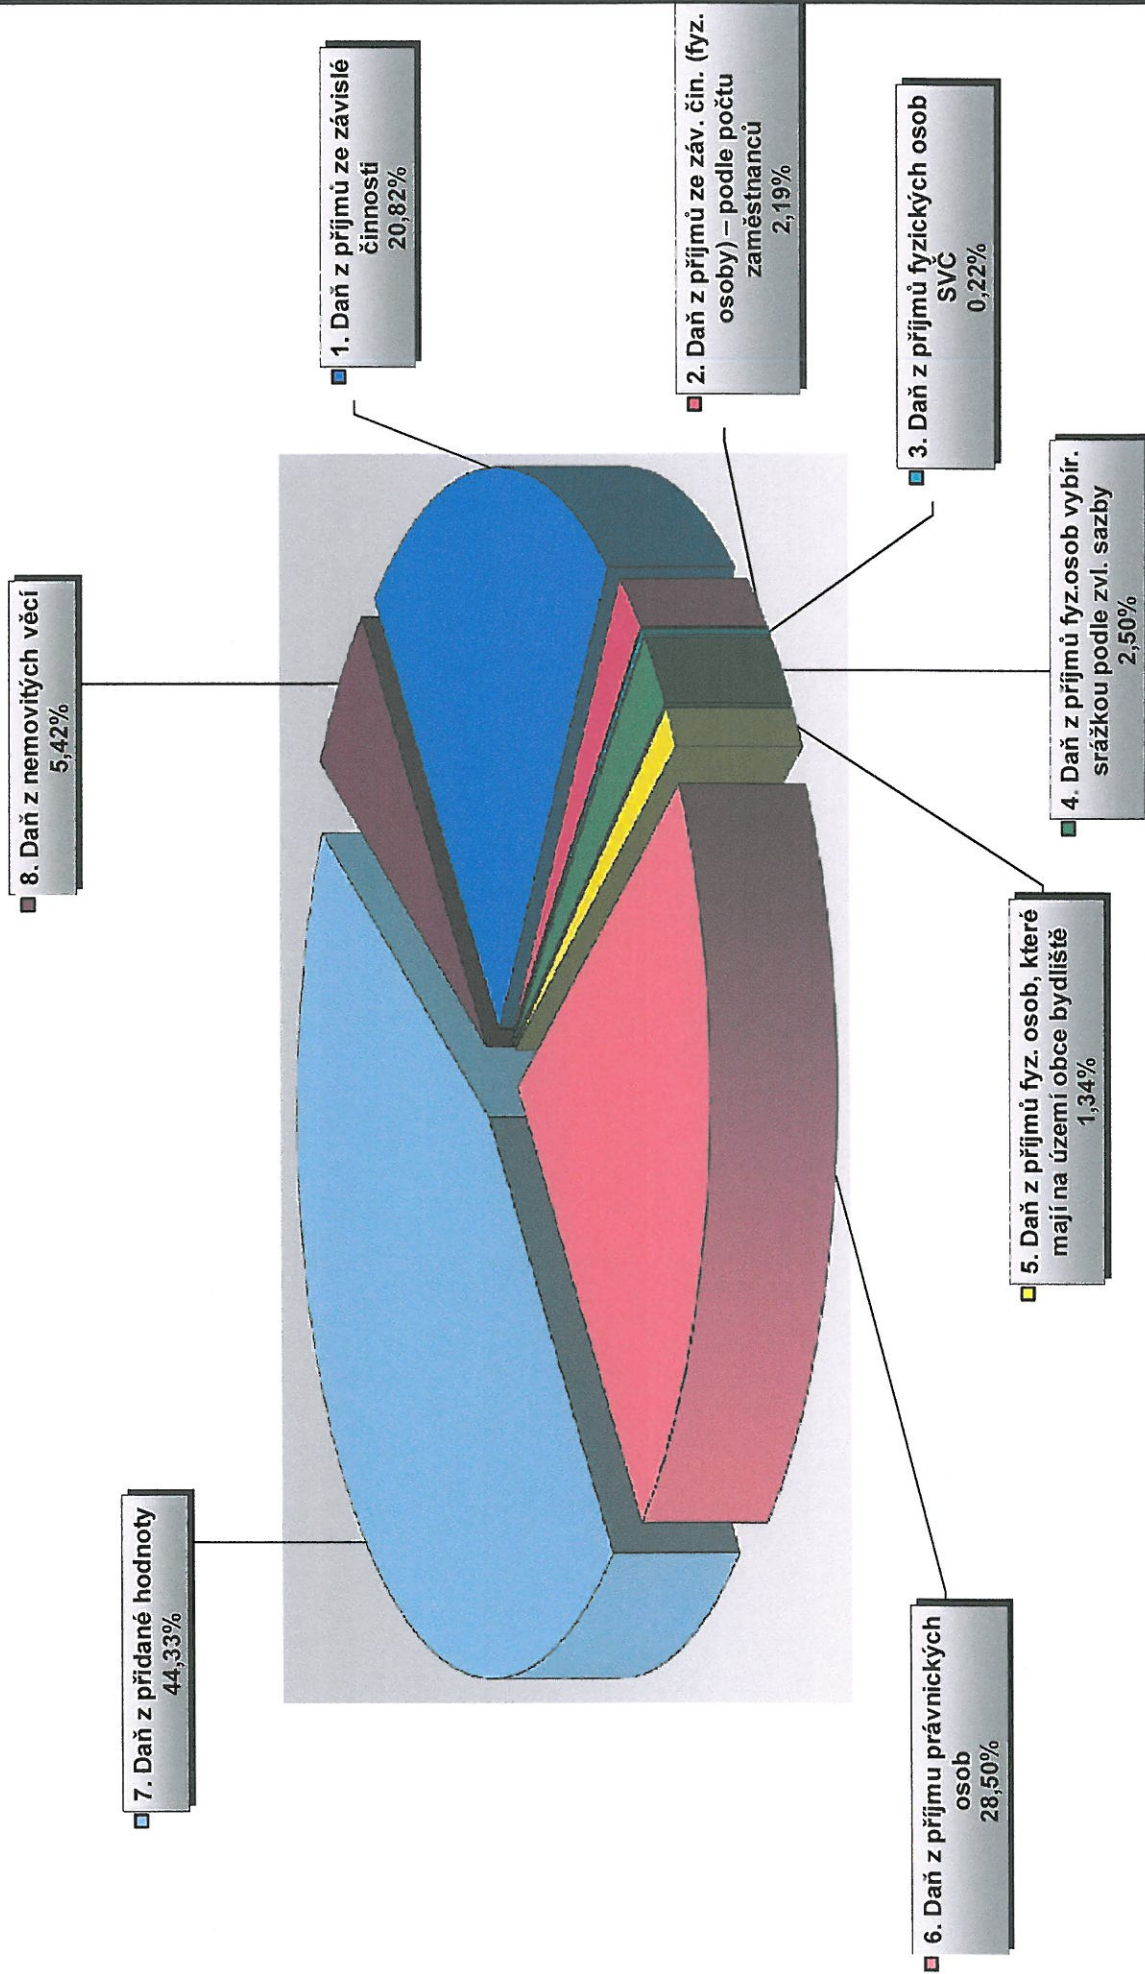 1. Daň z příjmů ze závislé
činnosti
20,82%
2. Daň z příjmů ze záv. čin. (fyz.
osoby) – podle počtu
zaměstnanců
2,19%
3. Daň z příjmů fyzických osob
SVČ
0,22%
4. Daň z příjmů fyz.osob vybír.
srážkou podle zvl. sazby
2,50%
5. Daň z příjmů fyz. osob, které
mají na území obce bydliště
1,34%
6. Daň z příjmu právnických
osob
28,50%
7. Daň z přidané hodnoty
44,33%
8. Daň z nemovitých věcí
5,42%